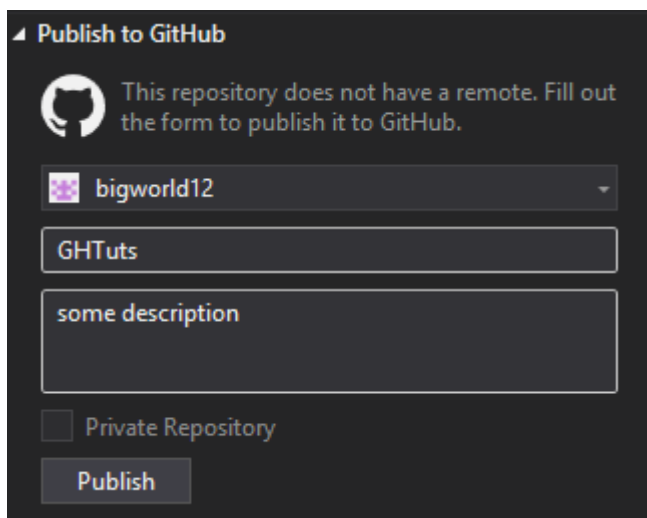 Publish to GitHub
This repository does not have a remote. Fill out
the form to publish it to GitHub.
bigworld12
GHTuts
some description
Private Repository
Publish